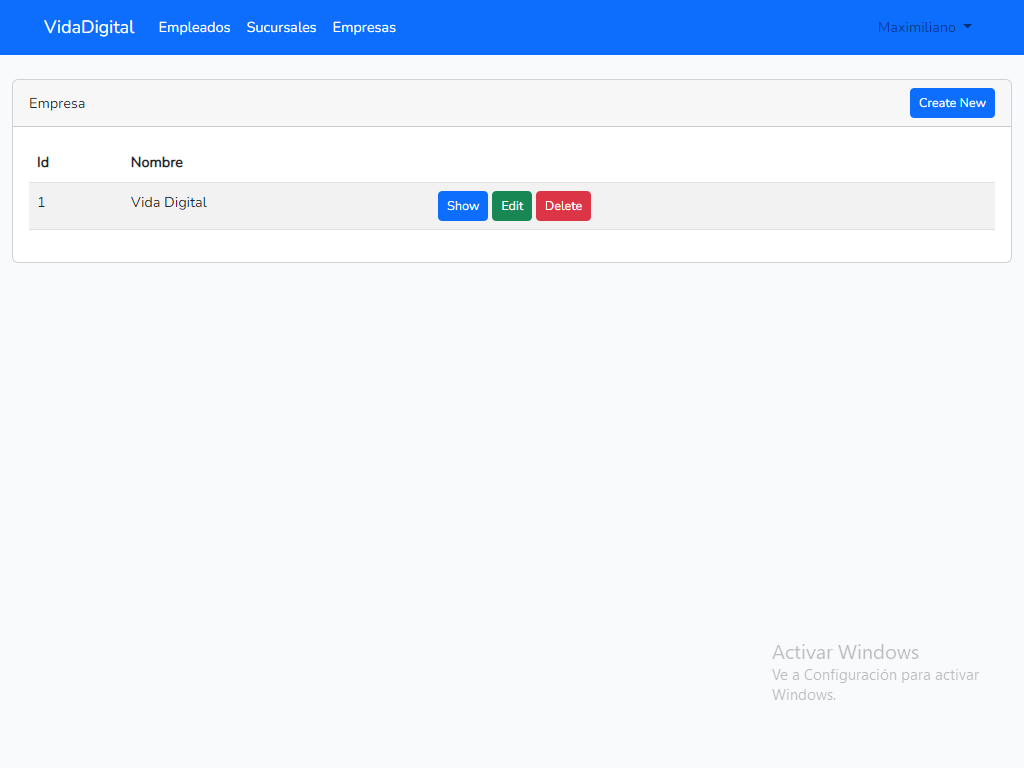 VidaDigital Empleados Sucursales Empresas Maximiliano
Empresa Create New
Id Nombre
1 Vida Digital Show Edit Delete
Activar Windows
Ve a Configuración para activar
Windows.